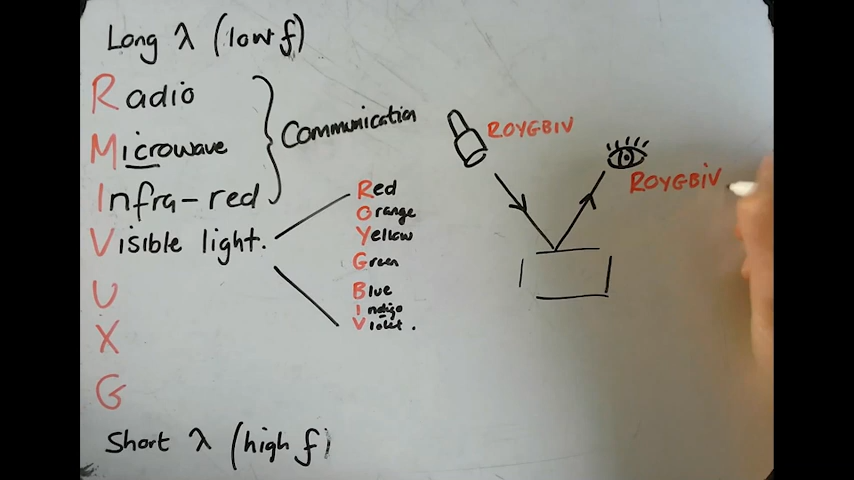 Long λ (low f)
Radio
Microwave
Infra-red
Visible light.
U
X
G
Short λ (high f)
Communication
Red
Orange
Yellow
Green
Blue
Indigo
Violet.
ROYGBIV
ROYGBIV